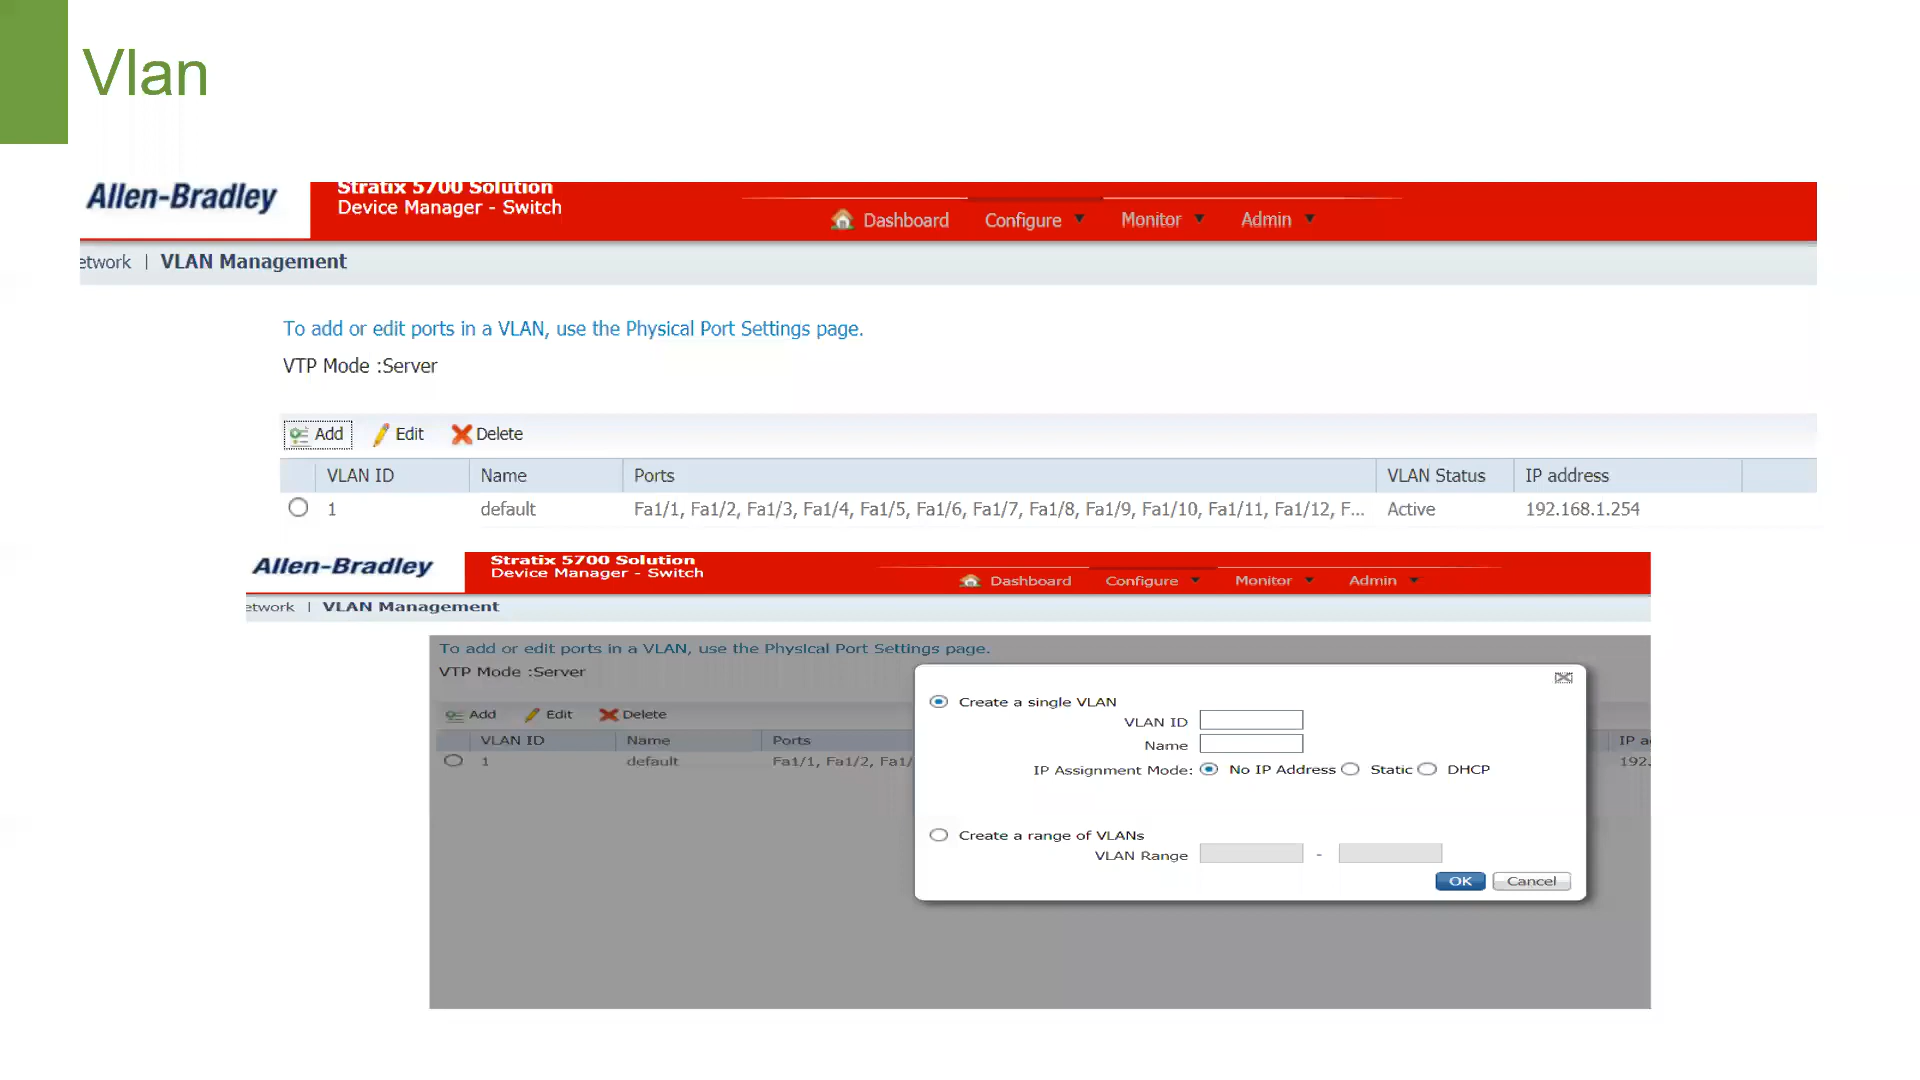 Vlan
Allen-Bradley
Stratix 5700 Solution
Device Manager - Switch
Dashboard Configure Monitor Admin
etwork | VLAN Management
To add or edit ports in a VLAN, use the Physical Port Settings page.
VTP Mode :Server
Add Edit Delete
VLAN ID Name Ports VLAN Status IP address
1 default Fa1/1, Fa1/2, Fa1/3, Fa1/4, Fa1/5, Fa1/6, Fa1/7, Fa1/8, Fa1/9, Fa1/10, Fa1/11, Fa1/12, F... Active 192.168.1.254
Allen-Bradley
Stratix 5700 Solution
Device Manager - Switch
Dashboard Configure Monitor Admin
etwork | VLAN Management
To add or edit ports in a VLAN, use the Physical Port Settings page.
VTP Mode :Server
Add Edit Delete
VLAN ID Name Ports IP a
1 default Fa1/1, Fa1/2, Fa1/ 192.
Create a single VLAN
VLAN ID
Name
IP Assignment Mode: No IP Address Static DHCP
Create a range of VLANs
VLAN Range -
OK Cancel